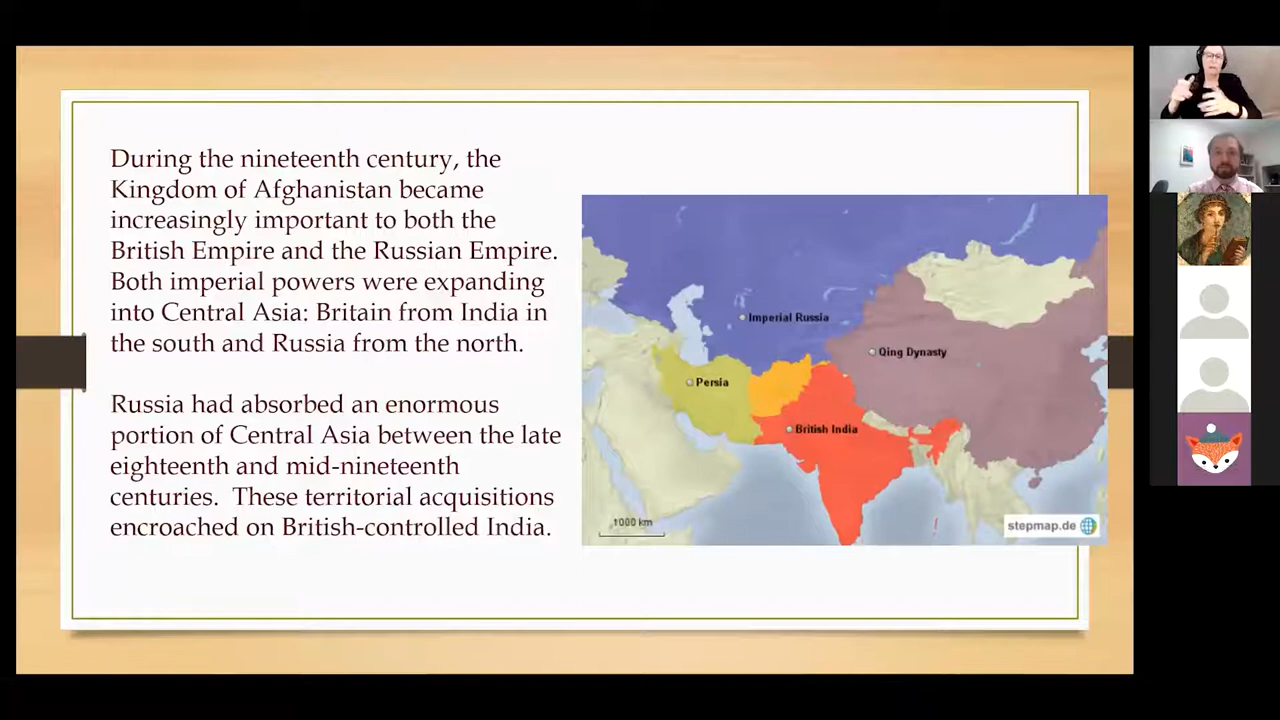 During the nineteenth century, the
Kingdom of Afghanistan became
increasingly important to both the
British Empire and the Russian Empire.
Both imperial powers were expanding
into Central Asia: Britain from India in
the south and Russia from the north.
Russia had absorbed an enormous
portion of Central Asia between the late
eighteenth and mid-nineteenth
centuries.  These territorial acquisitions
encroached on British-controlled India.
Imperial Russia
Qing Dynasty
Persia
British India
1000 km
stepmap.de